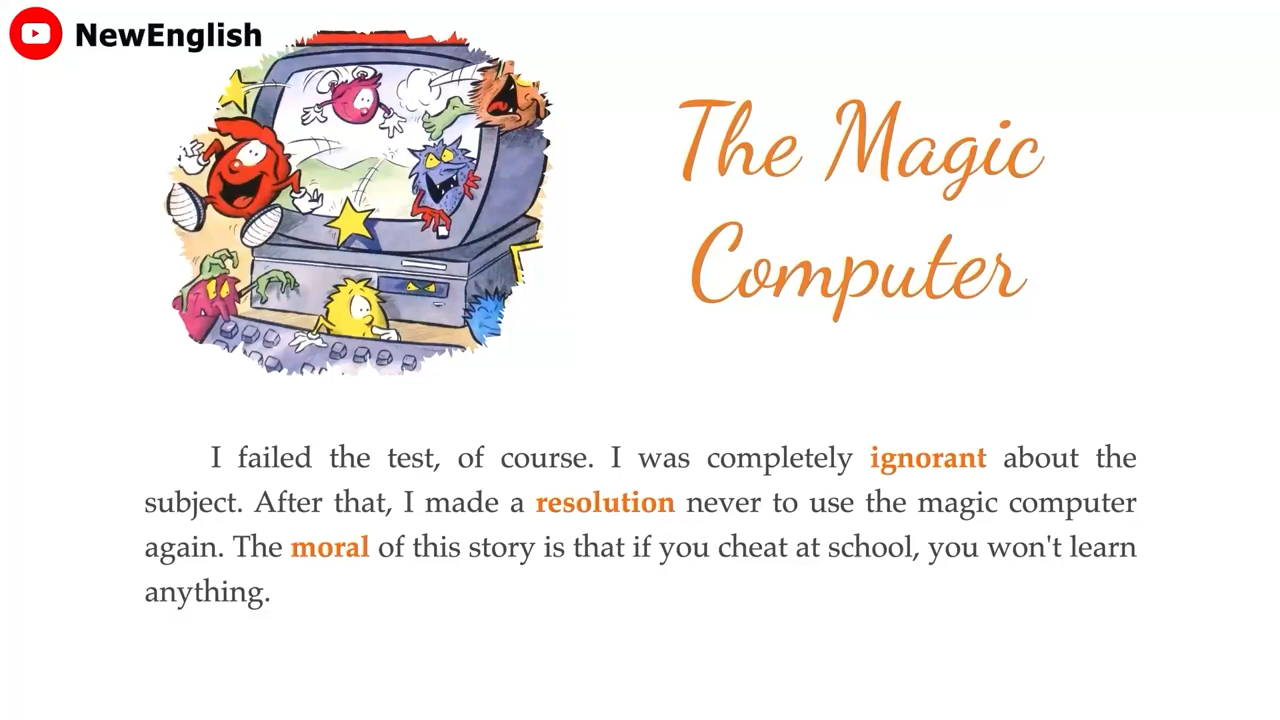 NewEnglish
The Magic
Computer
I failed the test, of course. I was completely ignorant about the
subject. After that, I made a resolution never to use the magic computer
again. The moral of this story is that if you cheat at school, you won't learn
anything.